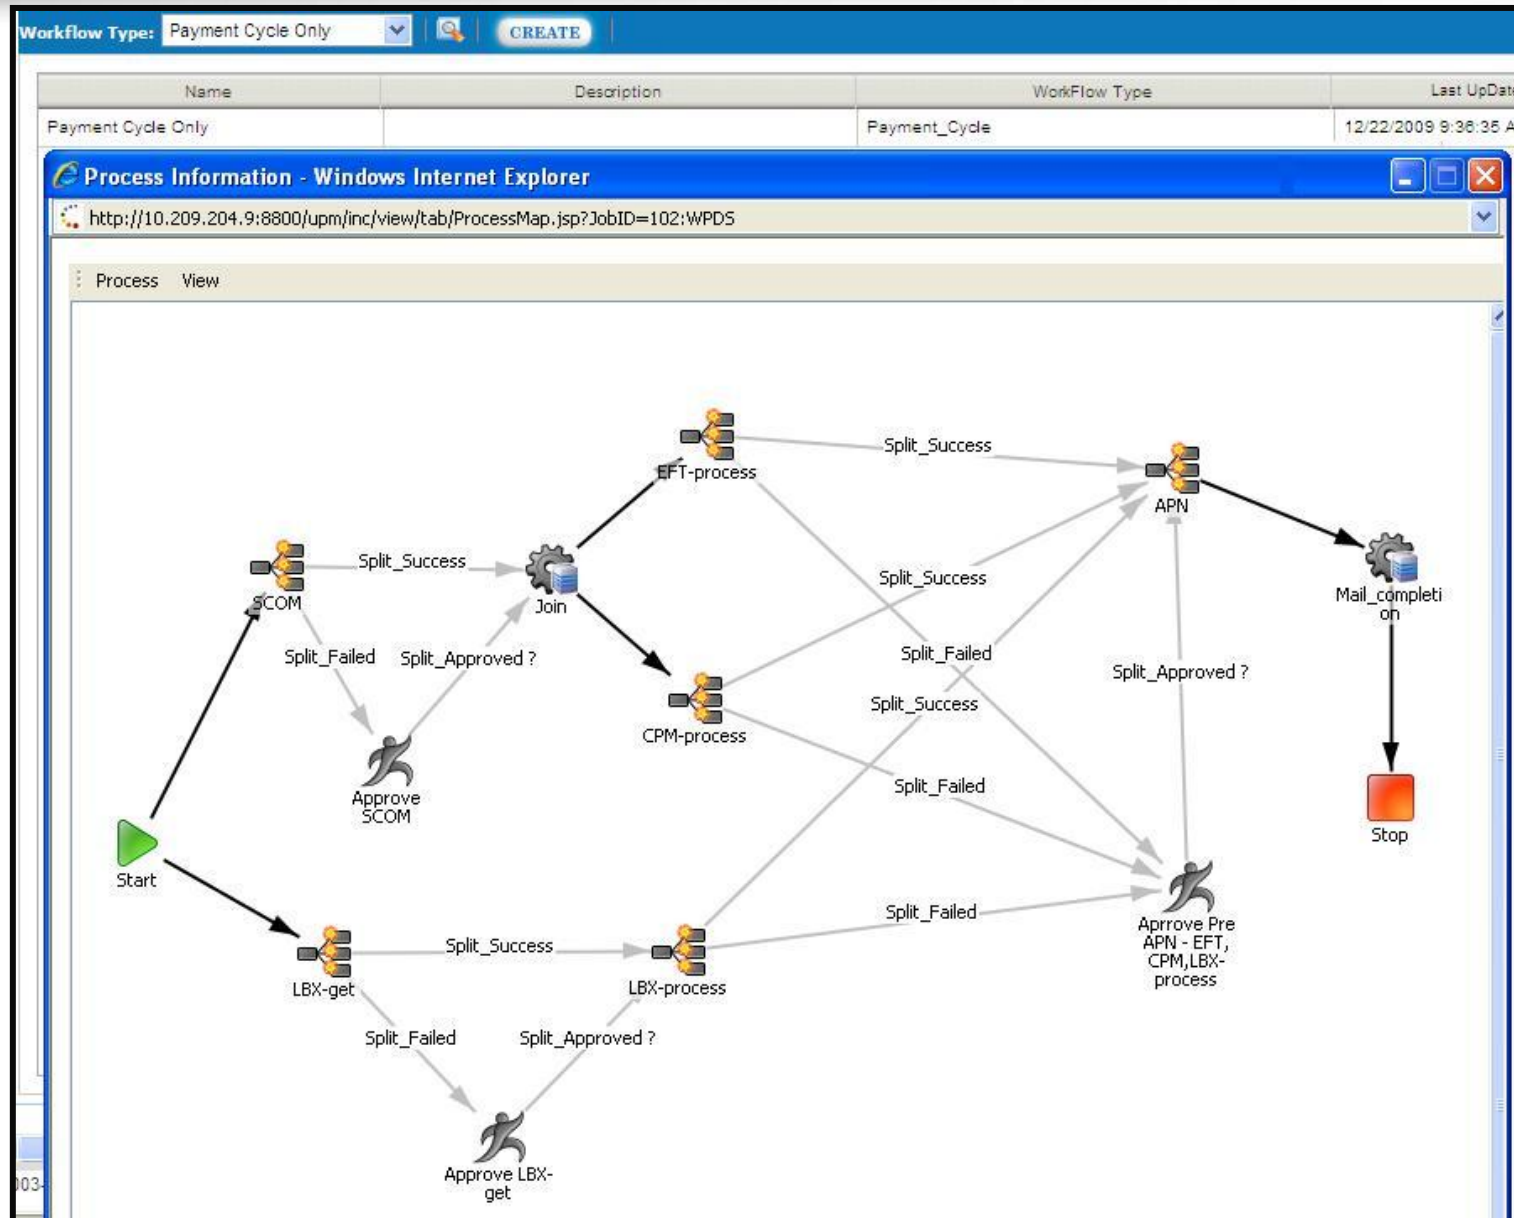 Workflow Type: Payment Cycle Only CREATE
Name Description WorkFlow Type Last UpDate
Payment Cycle Only Payment_Cycle 12/22/2009 9:36:35 A
Process Information - Windows Internet Explorer
http://10.209.204.9:8800/upm/inc/view/tab/ProcessMap.jsp?JobID=102:WPDS
Process View
EFT-process
Split_Success
APN
SCOM
Split_Success
Join
Split_Success
Mail_completi
on
Split_Failed
Split_Approved ?
Split_Failed
Split_Approved ?
Split_Success
CPM-process
Split_Failed
Approve
SCOM
Stop
Start
Split_Failed
Aprrove Pre
APN - EFT,
CPM,LBX-
process
LBX-get
Split_Success
LBX-process
Split_Failed
Split_Approved ?
Approve LBX-
get
003-